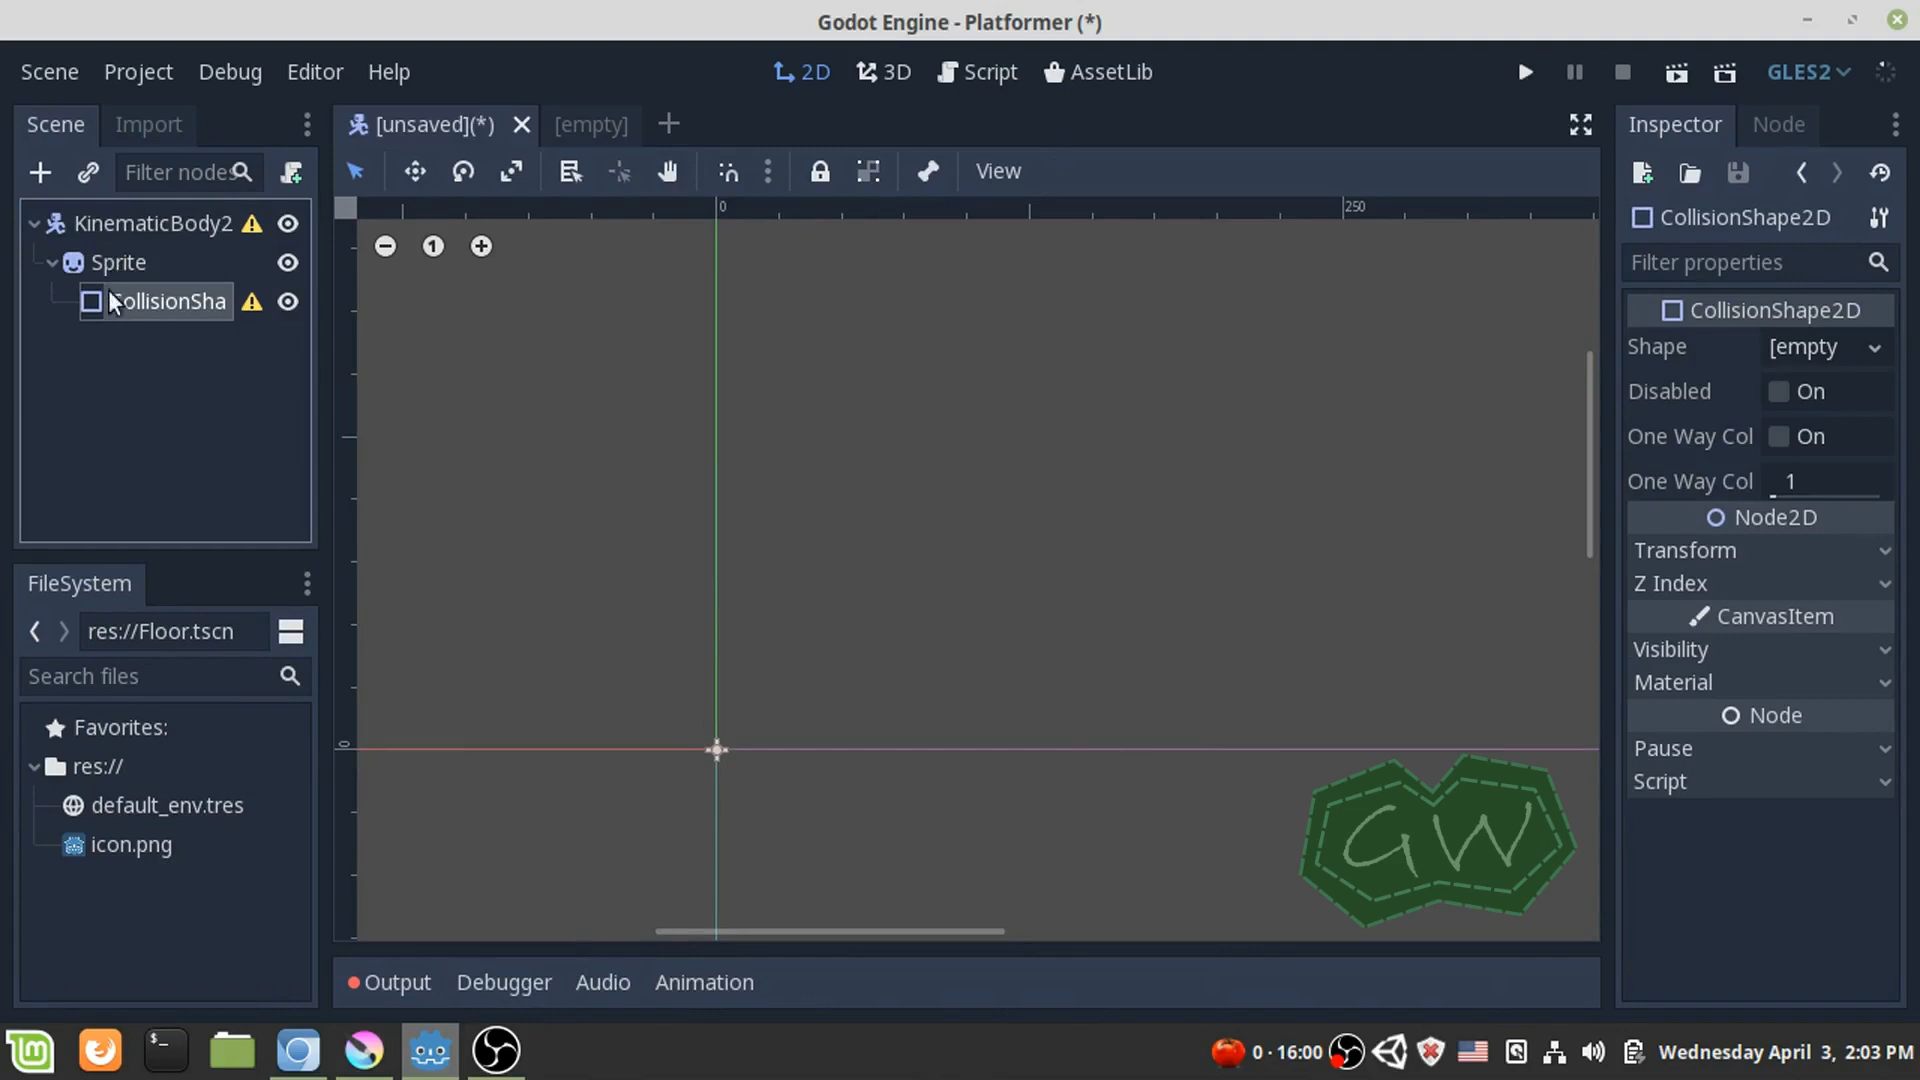 Godot Engine - Platformer (*)
Scene Project Debug Editor Help 2D 3D Script AssetLib GLES2
Scene Import [unsaved](*) [empty] Inspector Node
Filter nodes View
0 250
KinematicBody2
Sprite
CollisionSha
1
0
CollisionShape2D
Filter properties
CollisionShape2D
Shape [empty
Disabled On
One Way Col On
One Way Col 1
Node2D
Transform
Z Index
CanvasItem
Visibility
Material
Node
Pause
Script
FileSystem
res://Floor.tscn
Search files
Favorites:
res://
default_env.tres
icon.png
GW
Output Debugger Audio Animation
0 · 16:00 Wednesday April 3, 2:03 PM